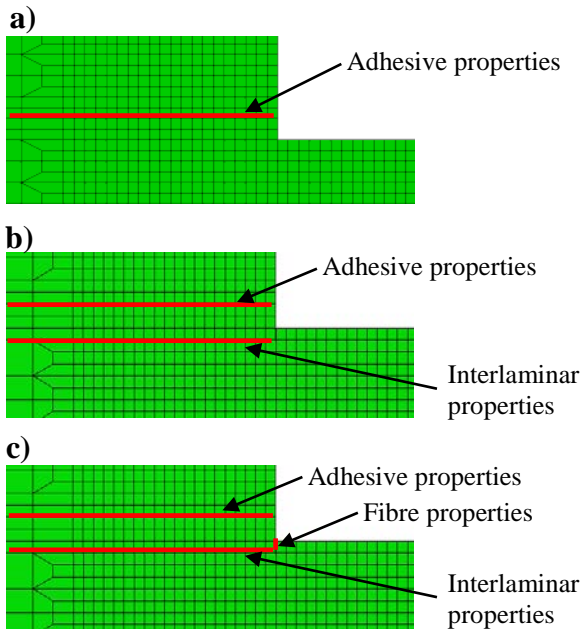 a)
Adhesive properties
b)
Adhesive properties
Interlaminar
properties
c)
Adhesive properties
Fibre properties
Interlaminar
properties